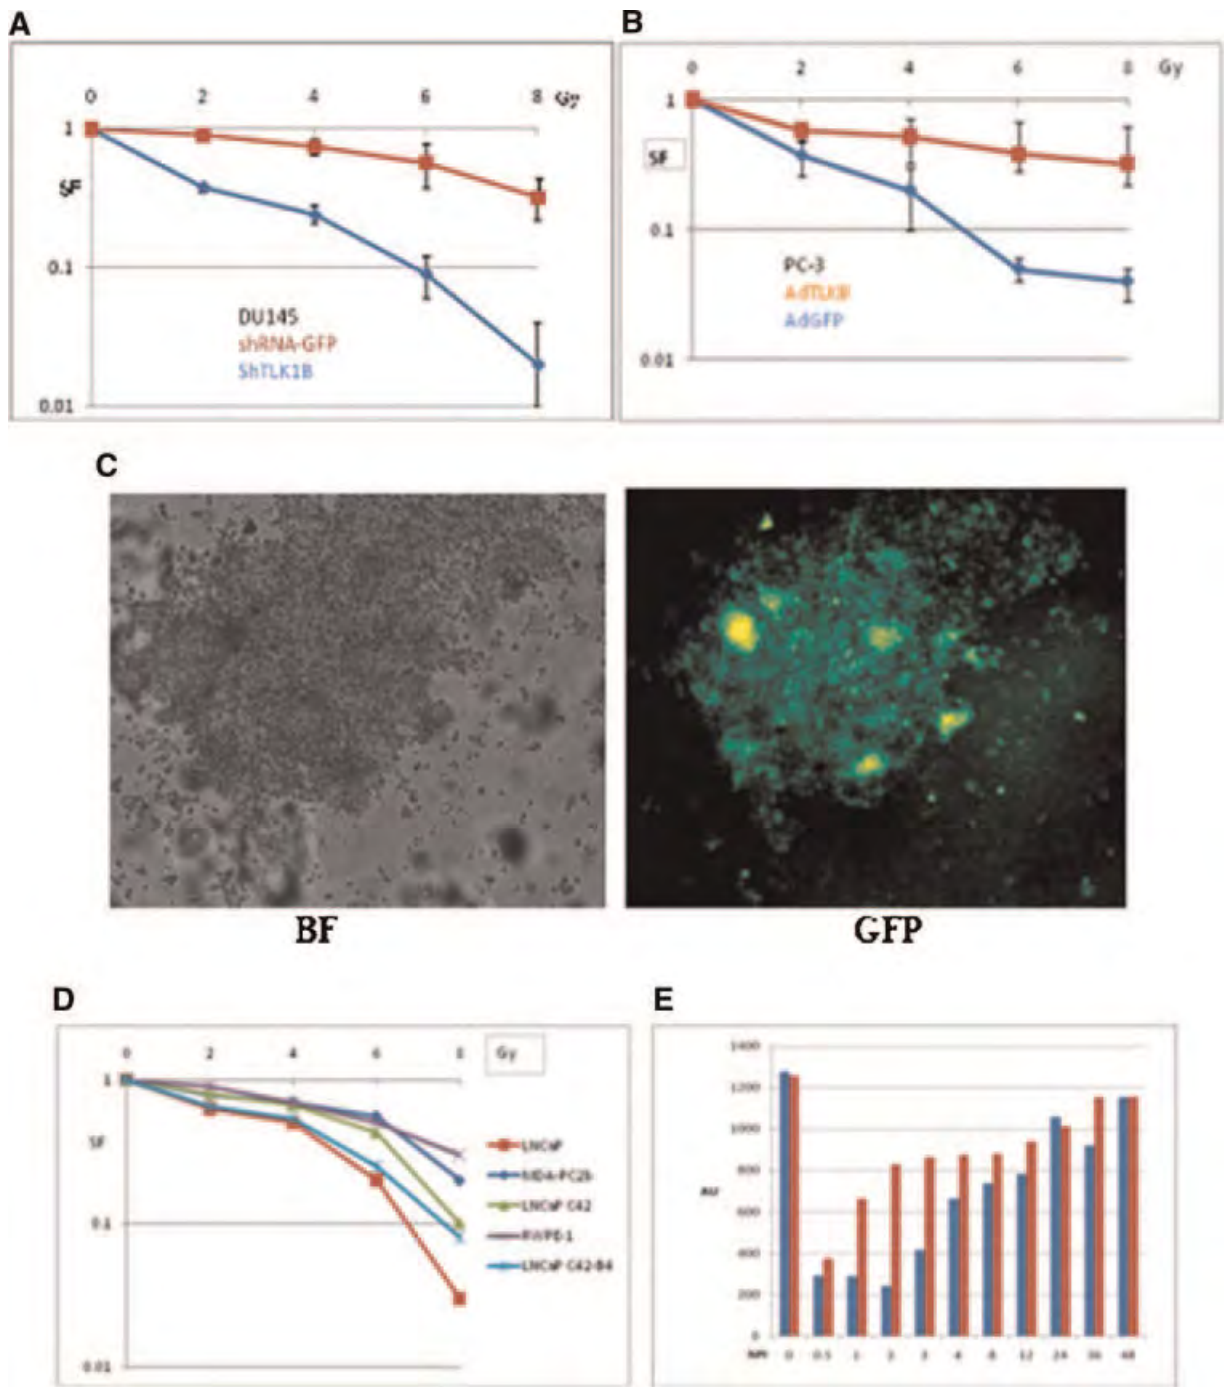 A
0 2 4 6 8 Gy
1
SF
0.1
DU145
shRNA-GFP
ShTLK1B
0.01
B
0 2 4 6 8 Gy
1
SF
0.1
PC-3
AdTLKB
AdGFP
0.01
C
BF
GFP
D
0 2 4 6 8 Gy
1
SF
LNCaP
MDA-PC2b
LNCaP C42
RWPE-1
LNCaP C42-B4
0.1
0.01
E
1400
1200
1000
800
AU
600
400
200
0
0 0.5 1 2 3 4 8 12 24 36 48